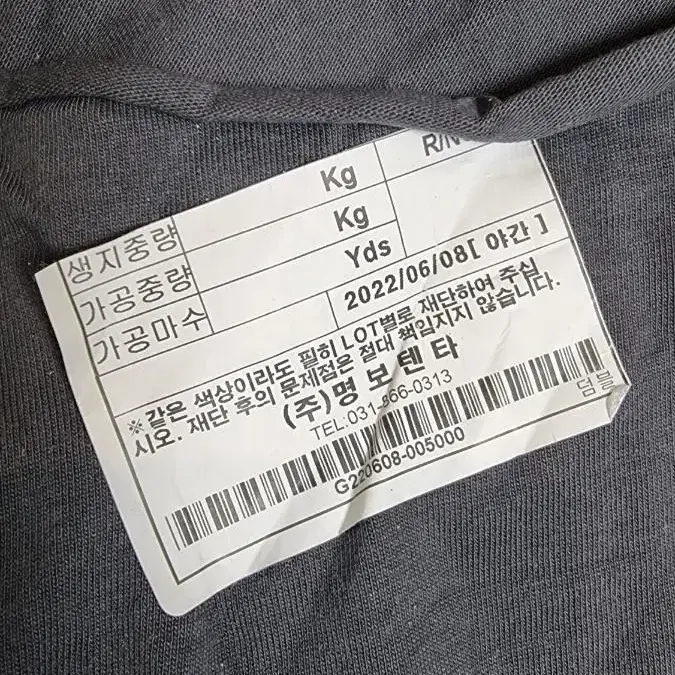 생지중량 Kg
가공중량 Kg
가공마수 Yds
2022/06/08[ 야간 ]
※같은 색상이라도 필히 LOT별로 재단하여 주십
시오. 재단 후의 문제점은 절대 책임지지 않습니다.
(주)명 보 텐 타
TEL:031-866-0313
G220608-005000
덤블